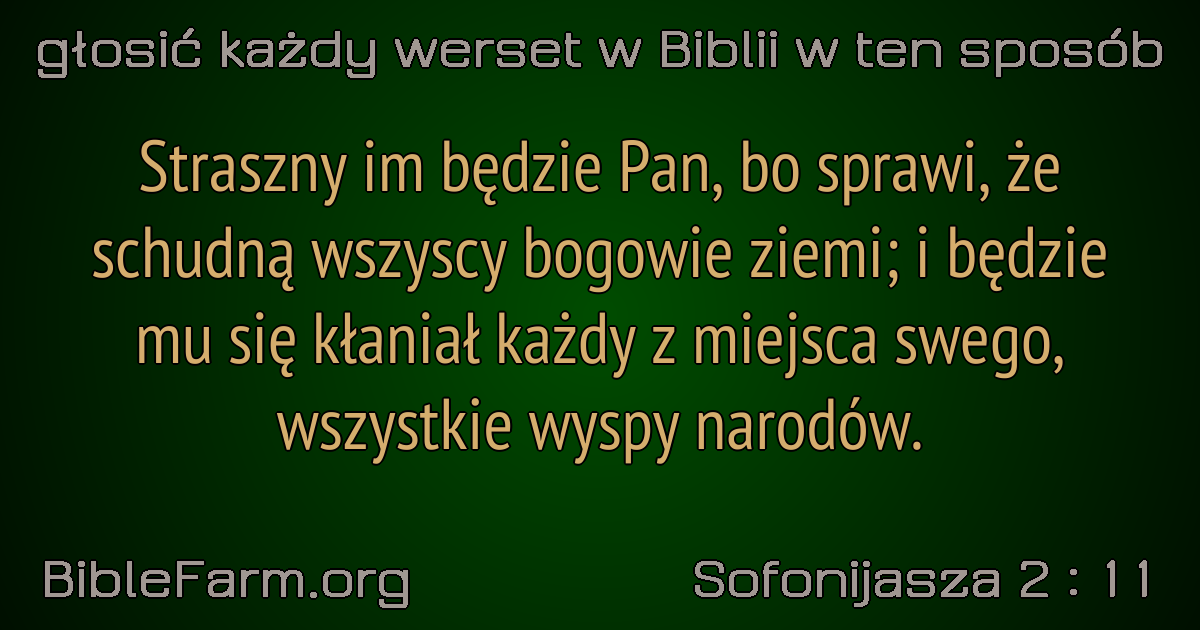 głosić każdy werset w Biblii w ten sposób
Straszny im będzie Pan, bo sprawi, że
schudną wszyscy bogowie ziemi; i będzie
mu się kłaniał każdy z miejsca swego,
wszystkie wyspy narodów.
BibleFarm.org
Sofonijasza 2 : 11